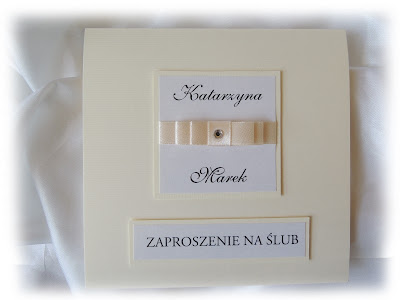 Katarzyna
Marek
ZAPROSZENIE NA ŚLUB